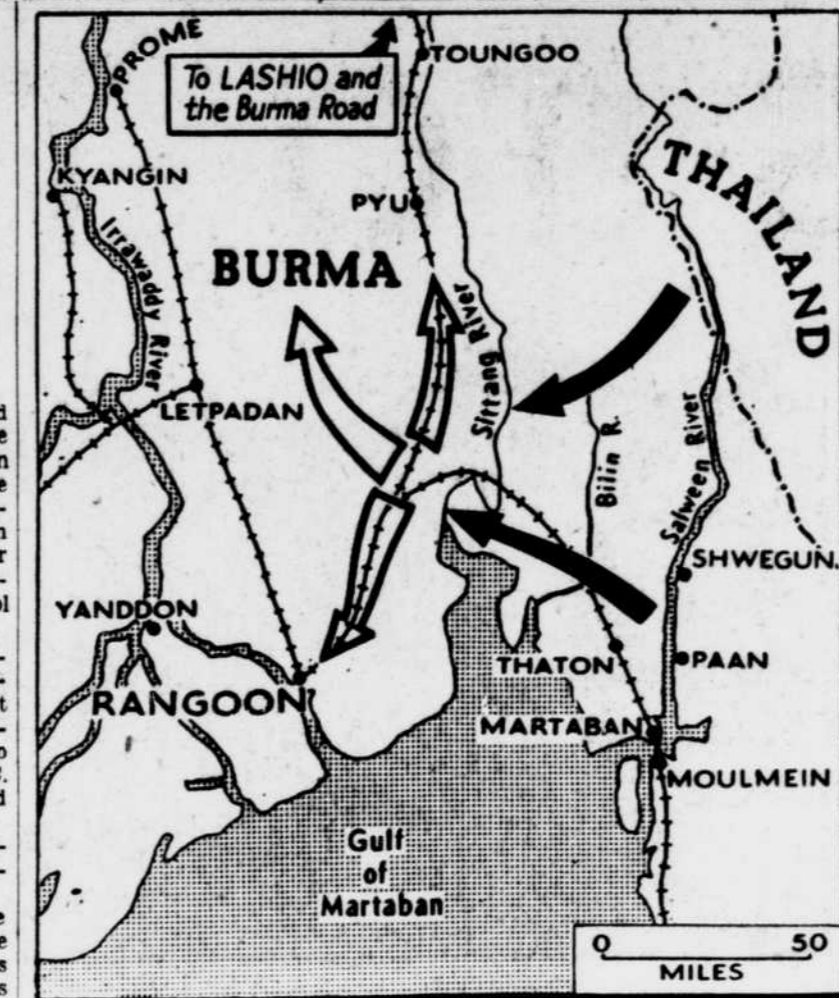 PROME
To LASHIO and
the Burma Road
TOUNGOO
THAILAND
KYANGIN
PYU
Irrawaddy River
BURMA
Sittang River
LETPADAN
Bilin R.
Salween River
SHWEGUN.
YANDDON
THATON
PAAN
RANGOON
MARTABAN
MOULMEIN
Gulf
of
Martaban
0 50
MILES